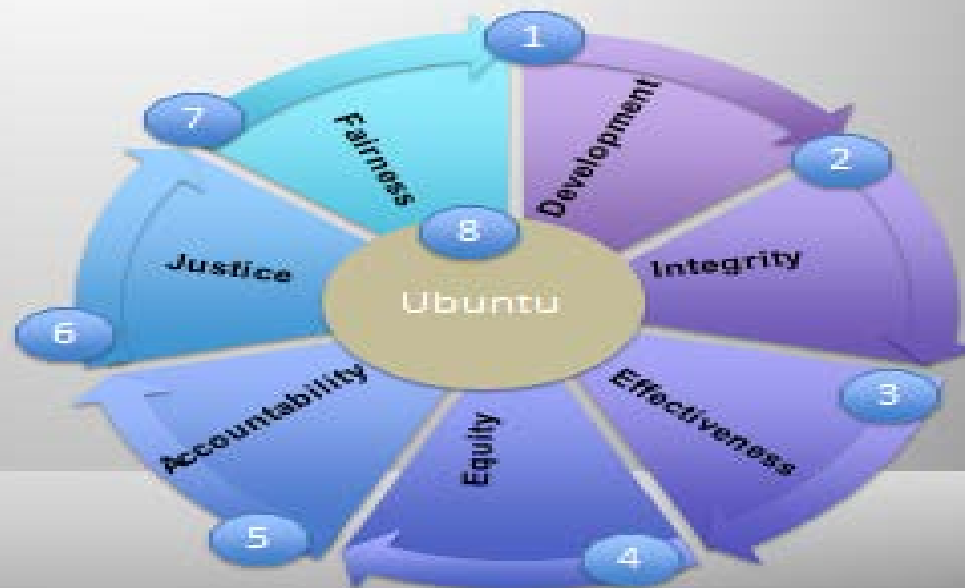 1
Development
2
Integrity
3
Effectiveness
4
Equity
5
Accountability
6
Justice
7
Fairness
8
Ubuntu